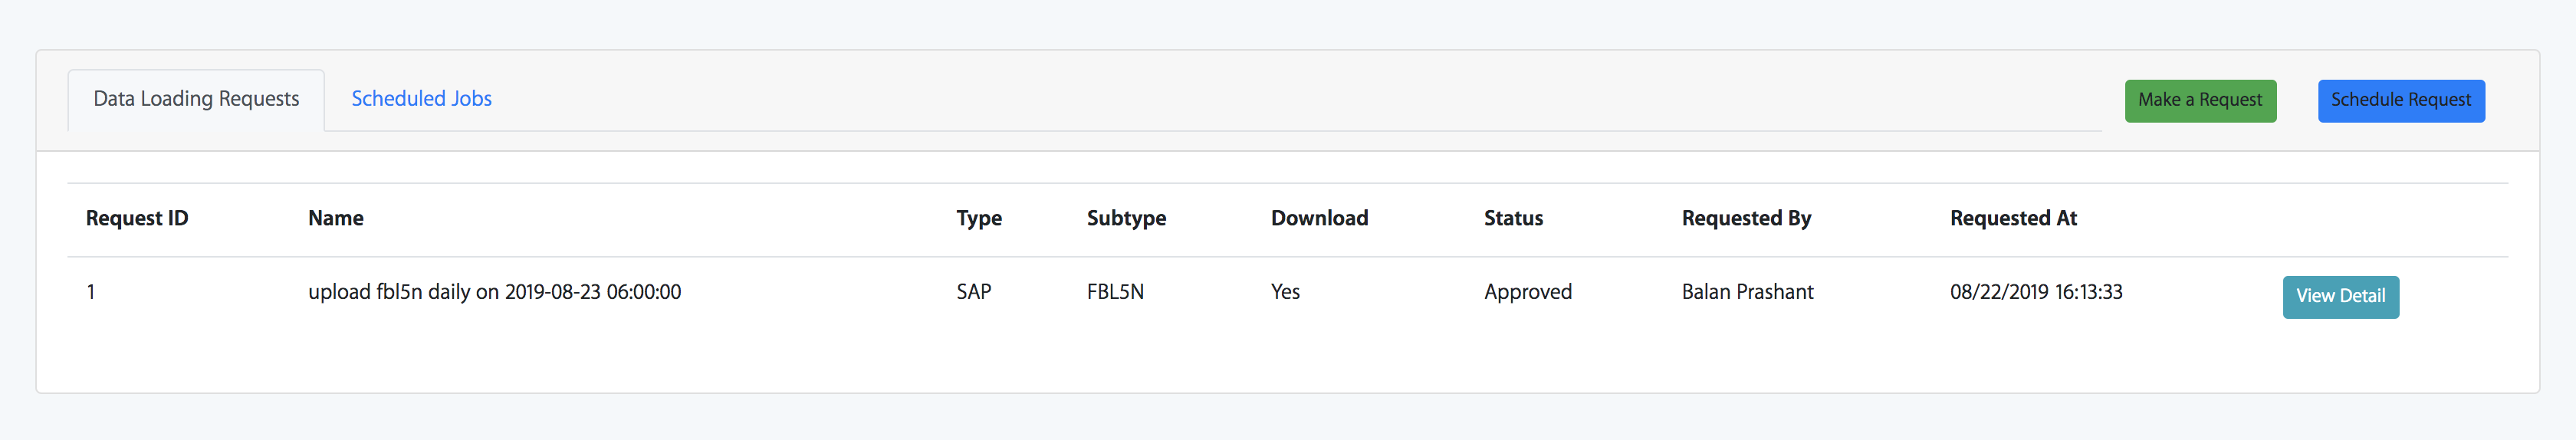 Data Loading Requests Scheduled Jobs Make a Request Schedule Request
Request ID Name Type Subtype Download Status Requested By Requested At
1 upload fbl5n daily on 2019-08-23 06:00:00 SAP FBL5N Yes Approved Balan Prashant 08/22/2019 16:13:33 View Detail